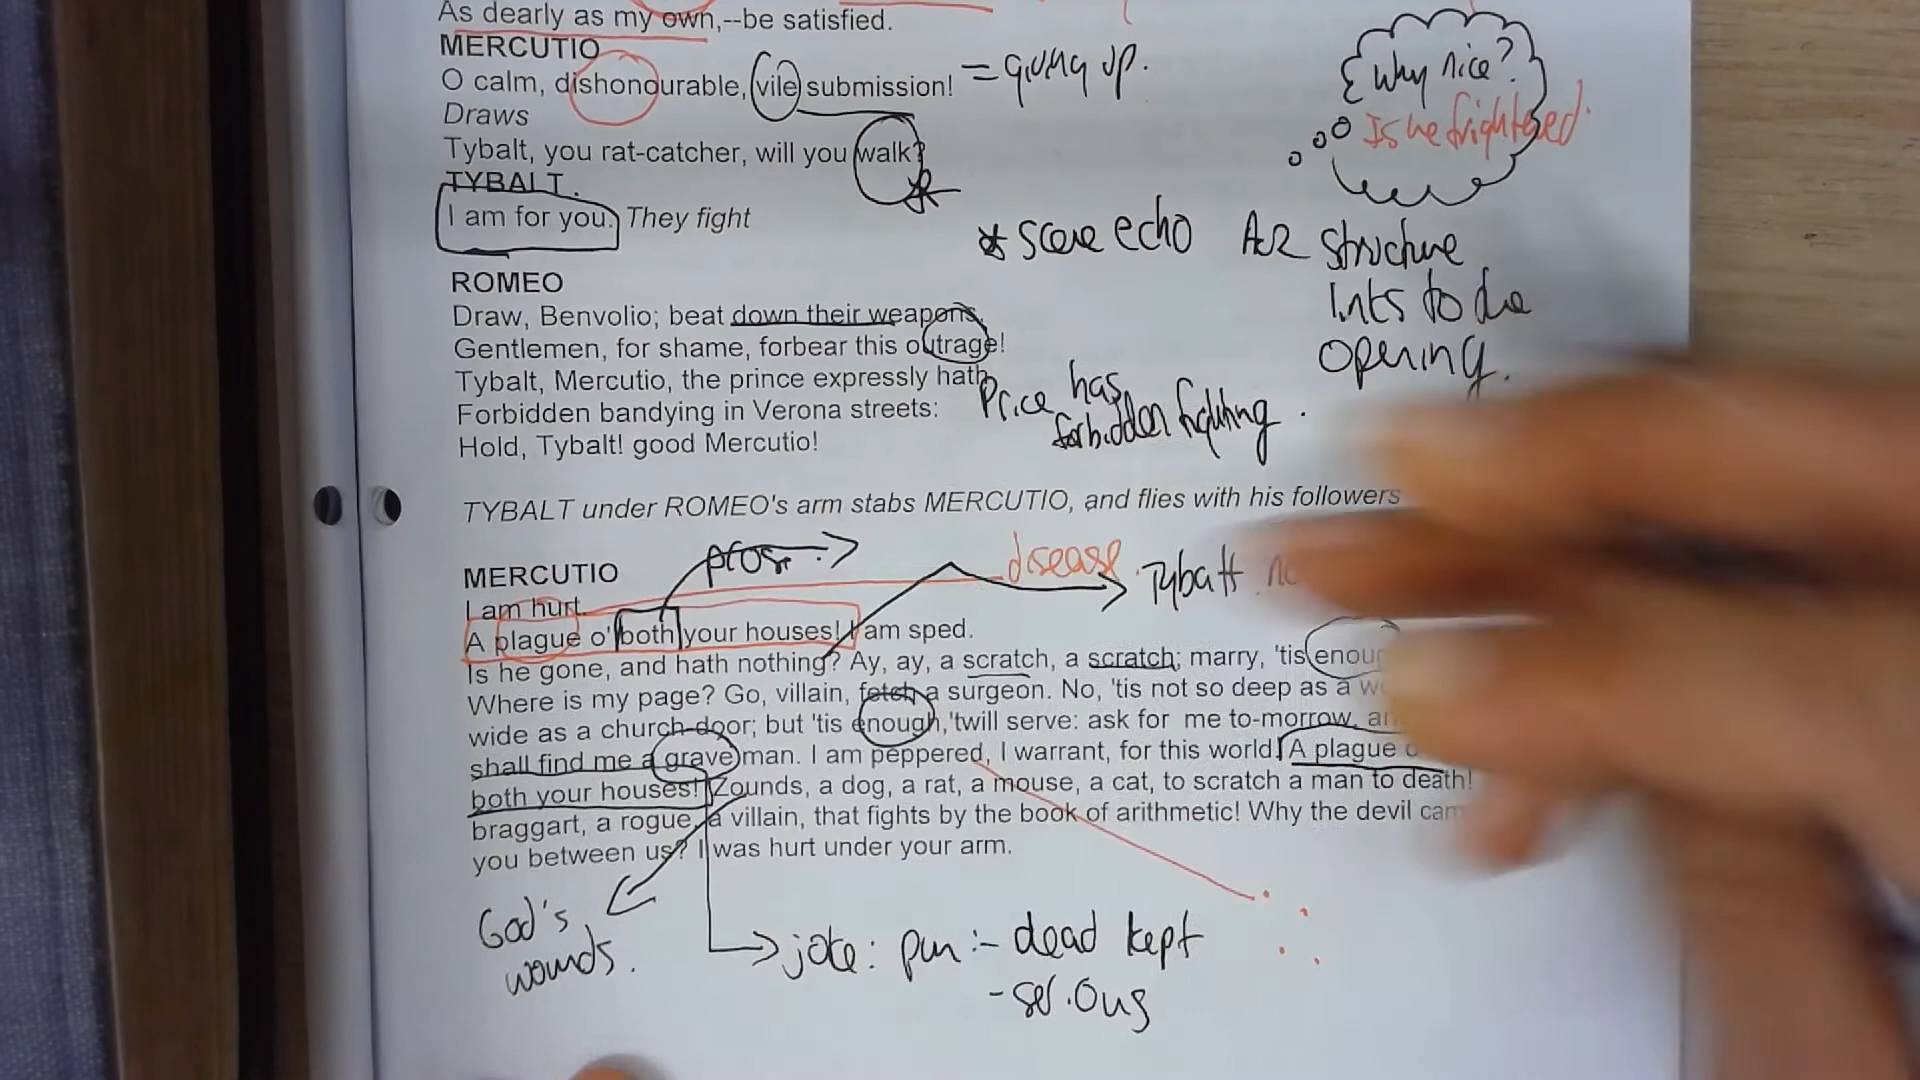 As dearly as my own,--be satisfied.
MERCUTIO
O calm, dishonourable, vile submission! = giving up.
Why nice?
Is he frightened.
Draws
Tybalt, you rat-catcher, will you walk?
TYBALT.
I am for you. They fight
* scene echo
structure
links to the
opening.
ROMEO
Draw, Benvolio; beat down their weapons.
Gentlemen, for shame, forbear this outrage!
Tybalt, Mercutio, the prince expressly hath
Forbidden bandying in Verona streets:
Hold, Tybalt! good Mercutio!
has
forbidden fighting.
TYBALT under ROMEO's arm stabs MERCUTIO, and flies with his followers
disease. Tybalt
MERCUTIO
I am hurt.
A plague o' both your houses! I am sped.
Is he gone, and hath nothing? Ay, ay, a scratch, a scratch; marry, 'tis
Where is my page? Go, villain, fetch a surgeon. No, 'tis not so deep as a
wide as a church-door; but 'tis enough, 'twill serve: ask for me to-morrow,
shall find me a grave man. I am peppered, I warrant, for this world. A plague
both your houses! Zounds, a dog, a rat, a mouse, a cat, to scratch a man to death!
braggart, a rogue, a villain, that fights by the book of arithmetic! Why the devil
you between us? I was hurt under your arm.
God's
wounds.
joke: pun :- dead kept
- serious